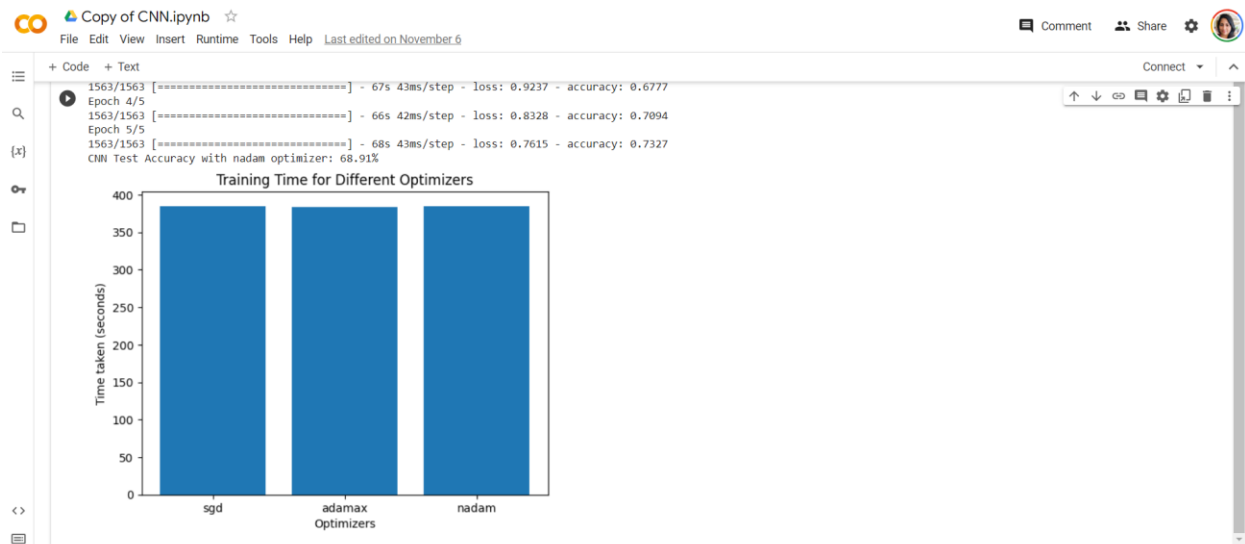 Copy of CNN.ipynb
File Edit View Insert Runtime Tools Help Last edited on November 6
Comment Share
+ Code + Text
Connect
1563/1563 [==============================] - 67s 43ms/step - loss: 0.9237 - accuracy: 0.6777
Epoch 4/5
1563/1563 [==============================] - 66s 42ms/step - loss: 0.8328 - accuracy: 0.7094
Epoch 5/5
1563/1563 [==============================] - 68s 43ms/step - loss: 0.7615 - accuracy: 0.7327
CNN Test Accuracy with nadam optimizer: 68.91%
{x}
Training Time for Different Optimizers
Time taken (seconds)
400
350
300
250
200
150
100
50
0
sgd adamax nadam
Optimizers